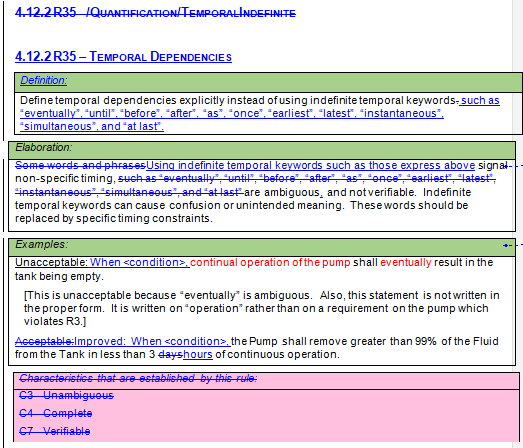 4.12.2 R35 /QUANTIFICATION/TEMPORALINDEFINITE
4.12.2 R35 – TEMPORAL DEPENDENCIES
Definition:
Define temporal dependencies explicitly instead of using indefinite temporal keywords. such as
“eventually”, “until”, “before”, “after”, “as”, “once”, “earliest”, “latest”, “instantaneous”,
“simultaneous”, and “at last”.
Elaboration:
Some words and phrasesUsing indefinite temporal keywords such as those express above signal
non-specific timing, such as “eventually”, “until”, “before”, “after”, “as”, “once”, “earliest”, “latest”,
“instantaneous”, “simultaneous”, and “at last” are ambiguous, and not verifiable. Indefinite
temporal keywords can cause confusion or unintended meaning. These words should be
replaced by specific timing constraints.
Examples:
Unacceptable: When <condition>, continual operation of the pump shall eventually result in the
tank being empty.
[This is unacceptable because “eventually” is ambiguous. Also, this statement is not written in
the proper form. It is written on “operation” rather than on a requirement on the pump which
violates R3.]
Acceptable:Improved: When <condition>, the Pump shall remove greater than 99% of the Fluid
from the Tank in less than 3 dayshours of continuous operation.
Characteristics that are established by this rule:
C3 - Unambiguous
C4 - Complete
C7 - Verifiable